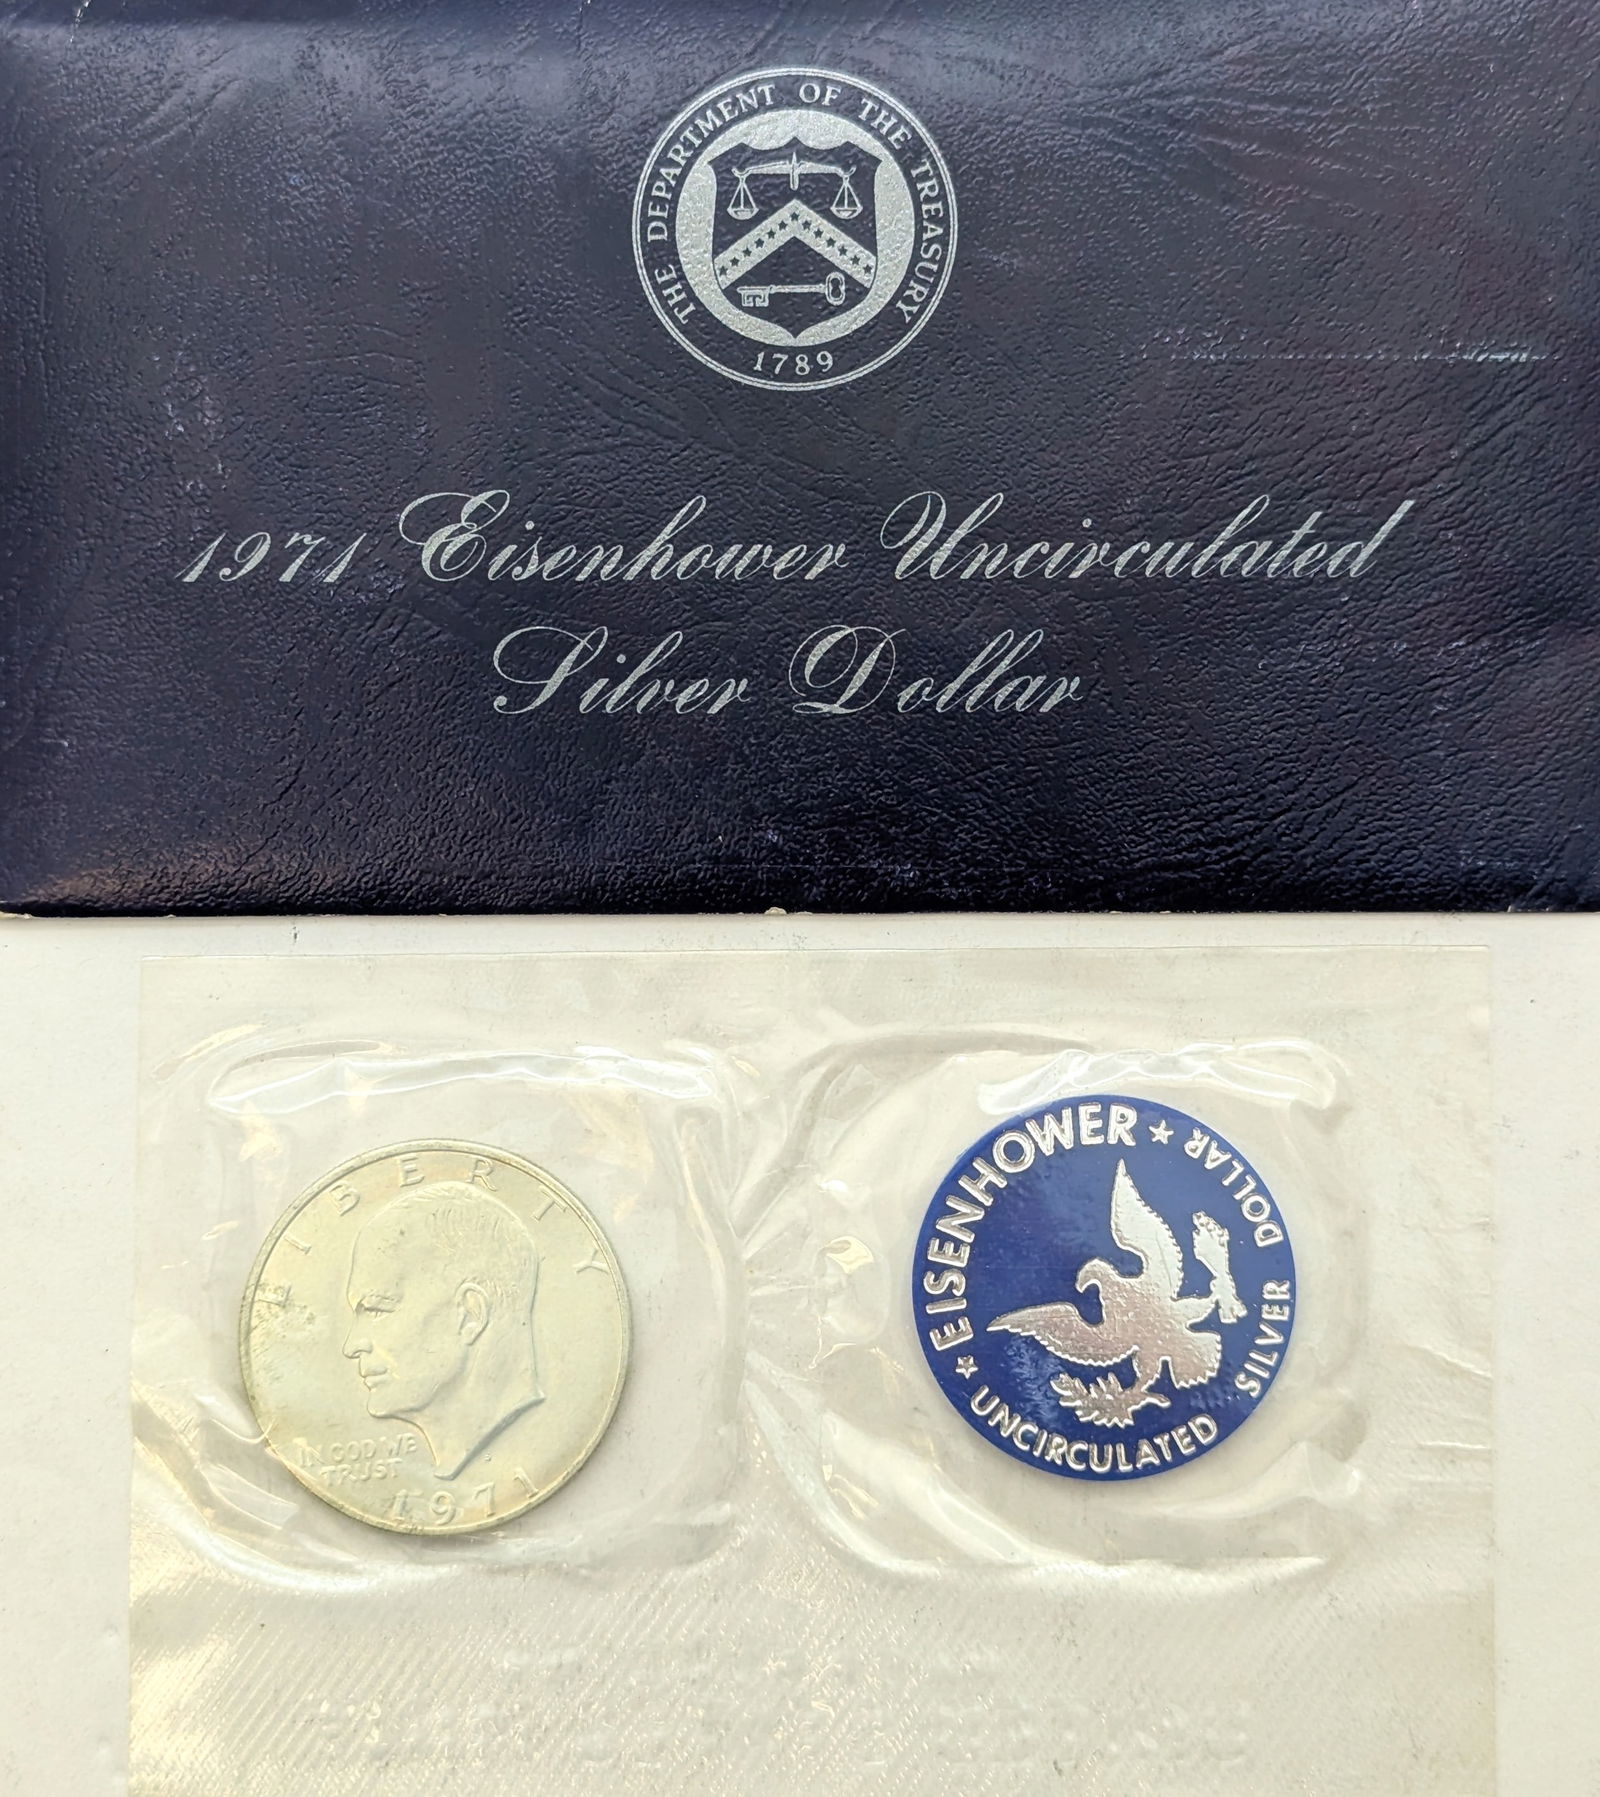 THE DEPARTMENT OF THE TREASURY
1789
1971 Eisenhower Uncirculated
Silver Dollar
LIBERTY
IN GOD WE
TRUST
S
1971
★ EISENHOWER ★
UNCIRCULATED SILVER DOLLAR